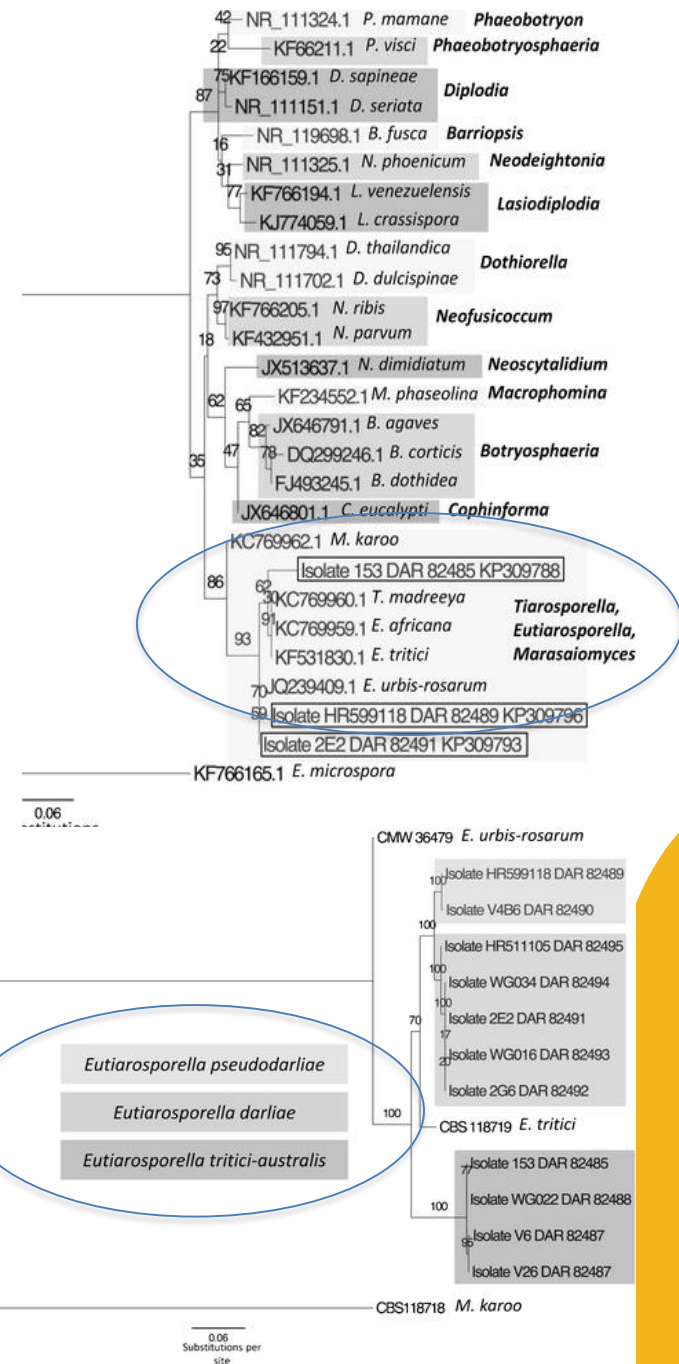 42 NR_111324.1 P. mamane Phaeobotryon
22 KF66211.1 P. visci Phaeobotryosphaeria
75 KF166159.1 D. sapineae
87 NR_111151.1 D. seriata Diplodia
NR_119698.1 B. fusca Barriopsis
16
31 NR_111325.1 N. phoenicum Neodeightonia
77 KF766194.1 L. venezuelensis
KJ774059.1 L. crassispora Lasiodiplodia
95 NR_111794.1 D. thailandica
73 NR_111702.1 D. dulcispinae Dothiorella
97 KF766205.1 N. ribis
18 KF432951.1 N. parvum Neofusicoccum
JX513637.1 N. dimidiatum Neoscytalidium
62 65 KF234552.1 M. phaseolina Macrophomina
82 JX646791.1 B. agaves
47 78 DQ299246.1 B. corticis Botryosphaeria
35 FJ493245.1 B. dothidea
JX646801.1 C. eucalypti Cophinforma
KC769962.1 M. karoo
86 Isolate 153 DAR 82485 KP309788
62
30 KC769960.1 T. madreeya Tiarosporella,
91 KC769959.1 E. africana Eutiarosporella,
93 KF531830.1 E. tritici Marasaiomyces
70 JQ239409.1 E. urbis-rosarum
59 Isolate HR599118 DAR 82489 KP309796
Isolate 2E2 DAR 82491 KP309793
KF766165.1 E. microspora
0.06
CMW 36479 E. urbis-rosarum
100 Isolate HR599118 DAR 82489
Isolate V4B6 DAR 82490
100
Isolate HR511105 DAR 82495
100 Isolate WG034 DAR 82494
100 Isolate 2E2 DAR 82491
70 17
Isolate WG016 DAR 82493
20
Isolate 2G6 DAR 82492
Eutiarosporella pseudodarliae
Eutiarosporella darliae
Eutiarosporella tritici-australis
100 CBS 118719 E. tritici
77 Isolate 153 DAR 82485
100 Isolate WG022 DAR 82488
95 Isolate V6 DAR 82487
Isolate V26 DAR 82487
CBS118718 M. karoo
0.06
Substitutions per
site